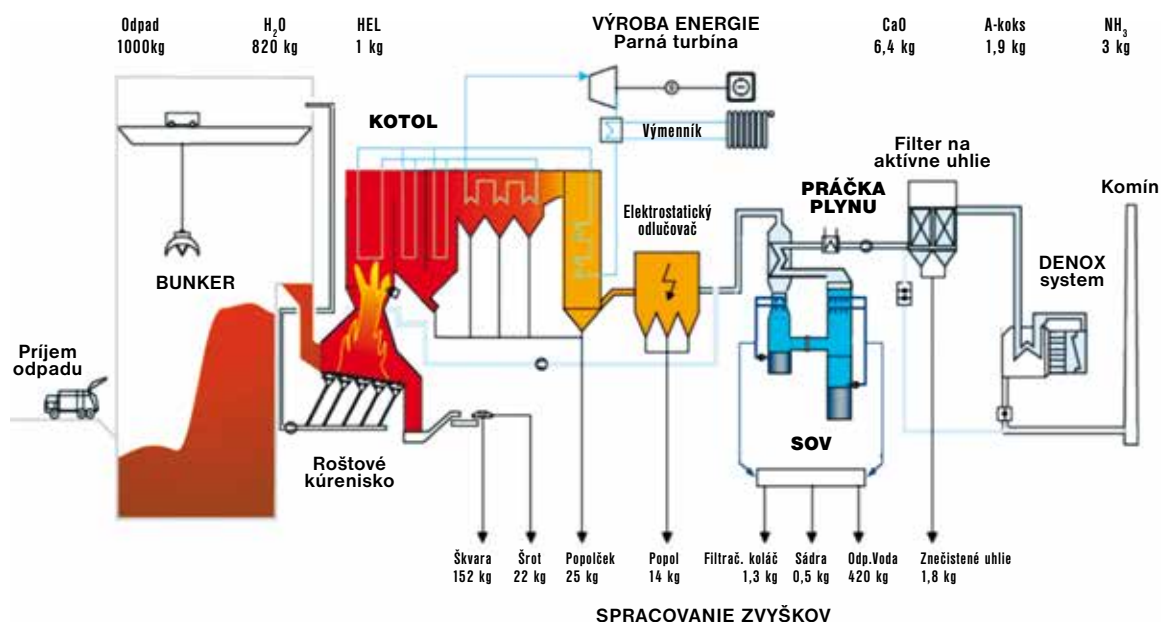 Odpad
1000kg
H₂O
820 kg
HEL
1 kg
VÝROBA ENERGIE
Parná turbína
CaO
6,4 kg
A-koks
1,9 kg
NH₃
3 kg
KOTOL
Výmenník
Filter na
aktívne uhlie
PRÁČKA
PLYNU
Komín
Elektrostatický
odlučovač
BUNKER
DENOX
system
Príjem
odpadu
Roštové
kúrenisko
SOV
Škvara
152 kg
Šrot
22 kg
Popolček
25 kg
Popol
14 kg
Filtrač. koláč
1,3 kg
Sádra
0,5 kg
Odp.Voda
420 kg
Znečistené uhlie
1,8 kg
SPRACOVANIE ZVYŠKOV